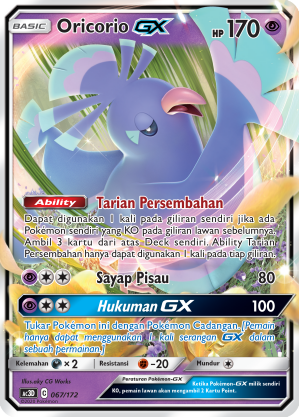 BASIC Oricorio GX HP 170
Ability Tarian Persembahan
Dapat digunakan 1 kali pada giliran sendiri jika ada
Pokémon sendiri yang KO pada giliran lawan sebelumnya.
Ambil 3 kartu dari atas Deck sendiri. Ability Tarian
Persembahan hanya dapat digunakan 1 kali pada tiap giliran.
Sayap Pisau 80
Hukuman GX 100
Tukar Pokémon ini dengan Pokémon Cadangan. [Pemain
hanya dapat menggunakan 1 kali serangan GX dalam
sebuah permainan.]
Kelemahan ×2 Resistansi -20 Mundur
Illus. aky CG Works
Peraturan Pokémon-GX
Ketika Pokémon-GX milik sendiri
KO, pemain lawan akan mengambil 2 Kartu Point.
067/172